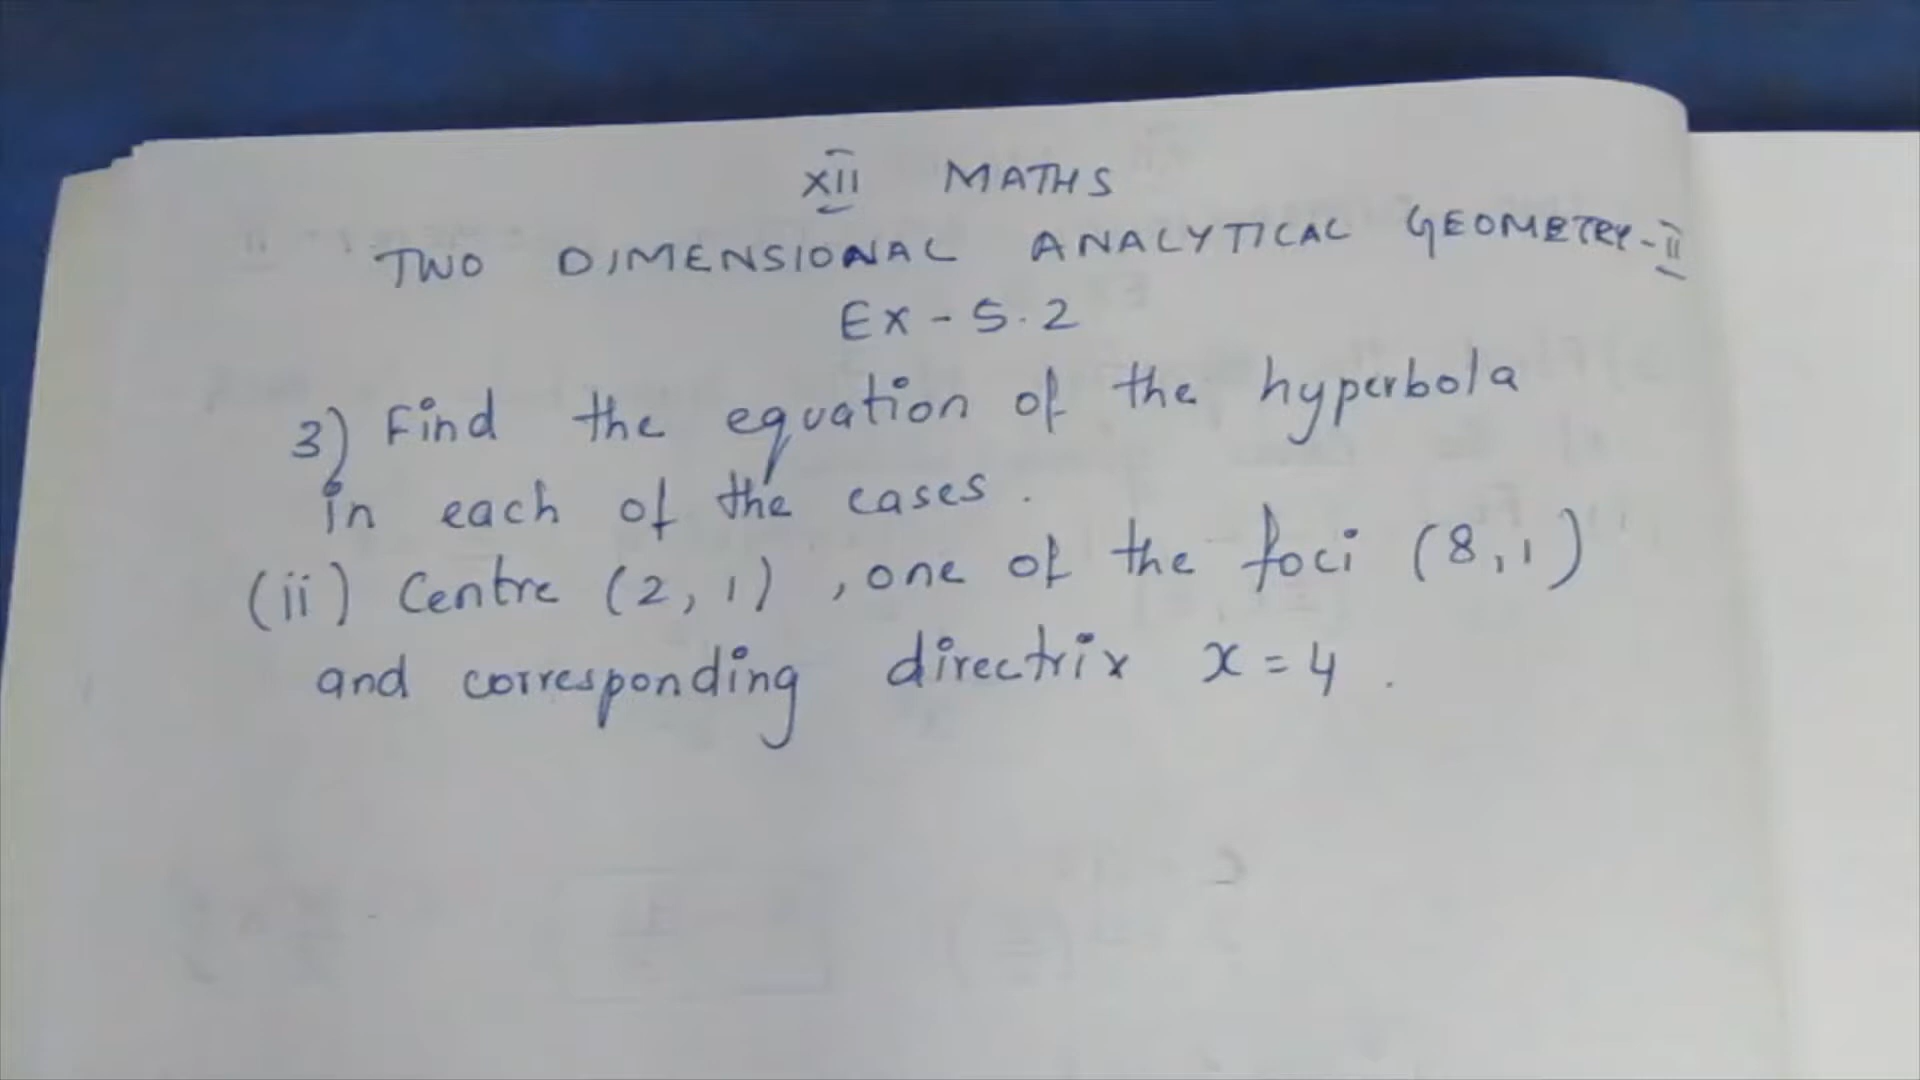 XII MATHS
TWO DIMENSIONAL ANALYTICAL GEOMETRY-II
EX - 5.2
3) Find the equation of the hyperbola
in each of the cases.
(ii) Centre (2,1), one of the foci (8,1)
and corresponding directrix x = 4.